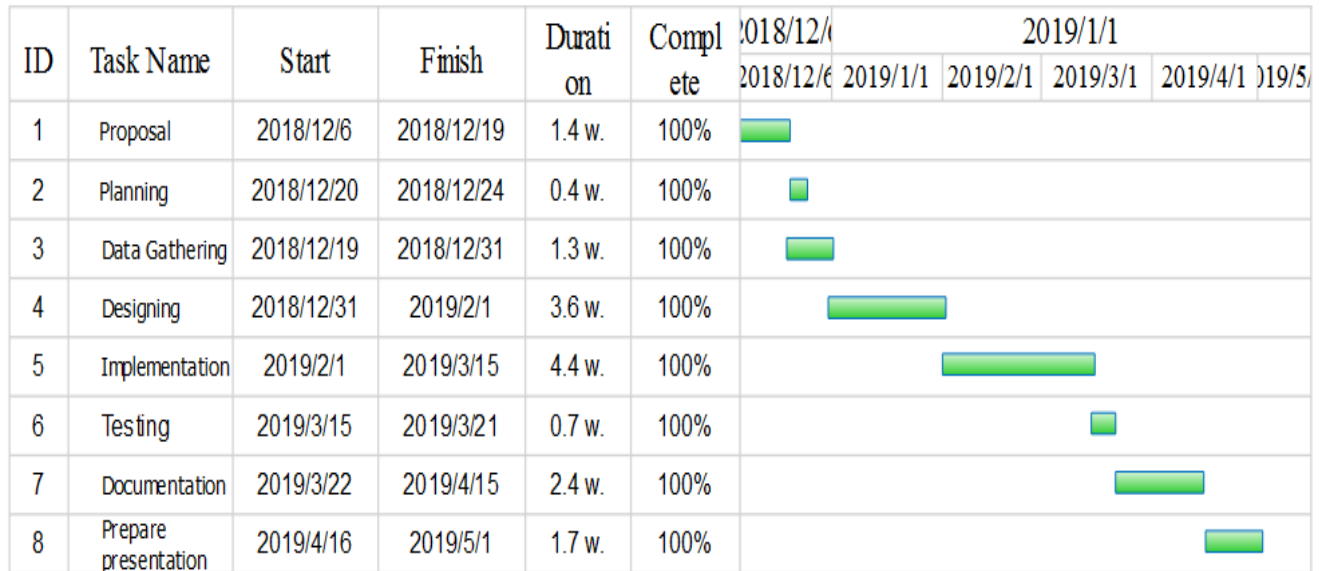 ID Task Name Start Finish Durati on Compl ete 2018/12/6 2019/1/1
2018/12/6 2019/1/1 2019/2/1 2019/3/1 2019/4/1 019/5/
1 Proposal 2018/12/6 2018/12/19 1.4 w. 100%
2 Planning 2018/12/20 2018/12/24 0.4 w. 100%
3 Data Gathering 2018/12/19 2018/12/31 1.3 w. 100%
4 Designing 2018/12/31 2019/2/1 3.6 w. 100%
5 Implementation 2019/2/1 2019/3/15 4.4 w. 100%
6 Testing 2019/3/15 2019/3/21 0.7 w. 100%
7 Documentation 2019/3/22 2019/4/15 2.4 w. 100%
8 Prepare presentation 2019/4/16 2019/5/1 1.7 w. 100%